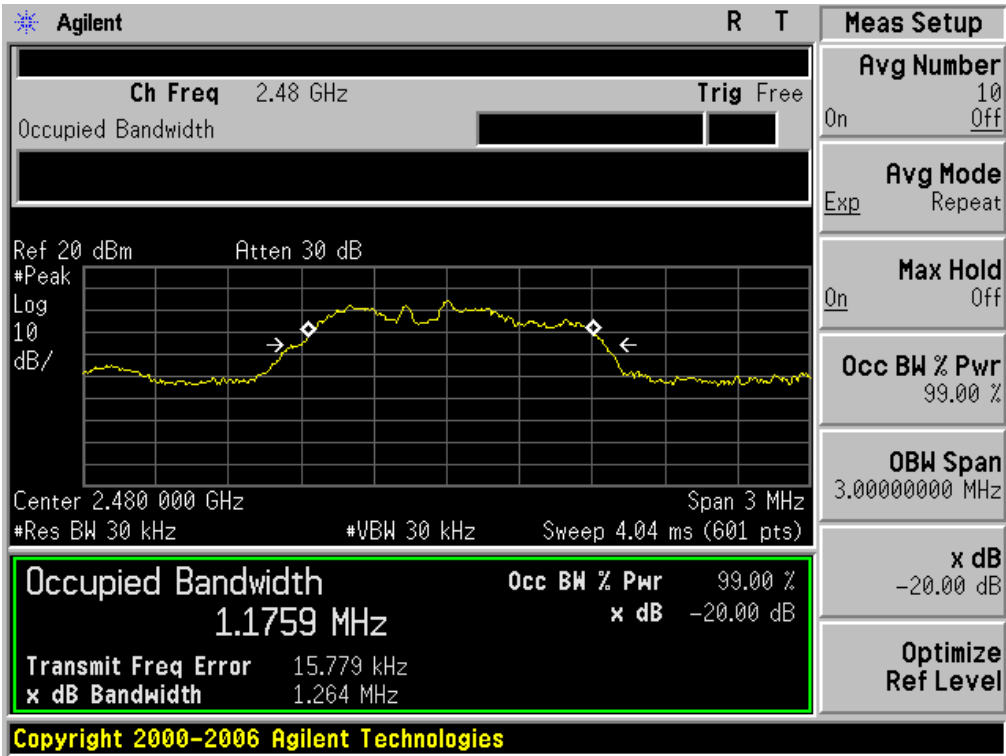 Agilent R T
Ch Freq 2.48 GHz Trig Free
Occupied Bandwidth
Ref 20 dBm Atten 30 dB
#Peak
Log
10
dB/
Center 2.480 000 GHz Span 3 MHz
#Res BW 30 kHz #VBW 30 kHz Sweep 4.04 ms (601 pts)
Occupied Bandwidth Occ BW % Pwr 99.00 %
1.1759 MHz x dB -20.00 dB
Transmit Freq Error 15.779 kHz
x dB Bandwidth 1.264 MHz
Copyright 2000-2006 Agilent Technologies
Meas Setup
Avg Number
10
On Off
Avg Mode
Exp Repeat
Max Hold
On Off
Occ BW % Pwr
99.00 %
OBW Span
3.00000000 MHz
x dB
-20.00 dB
Optimize
Ref Level